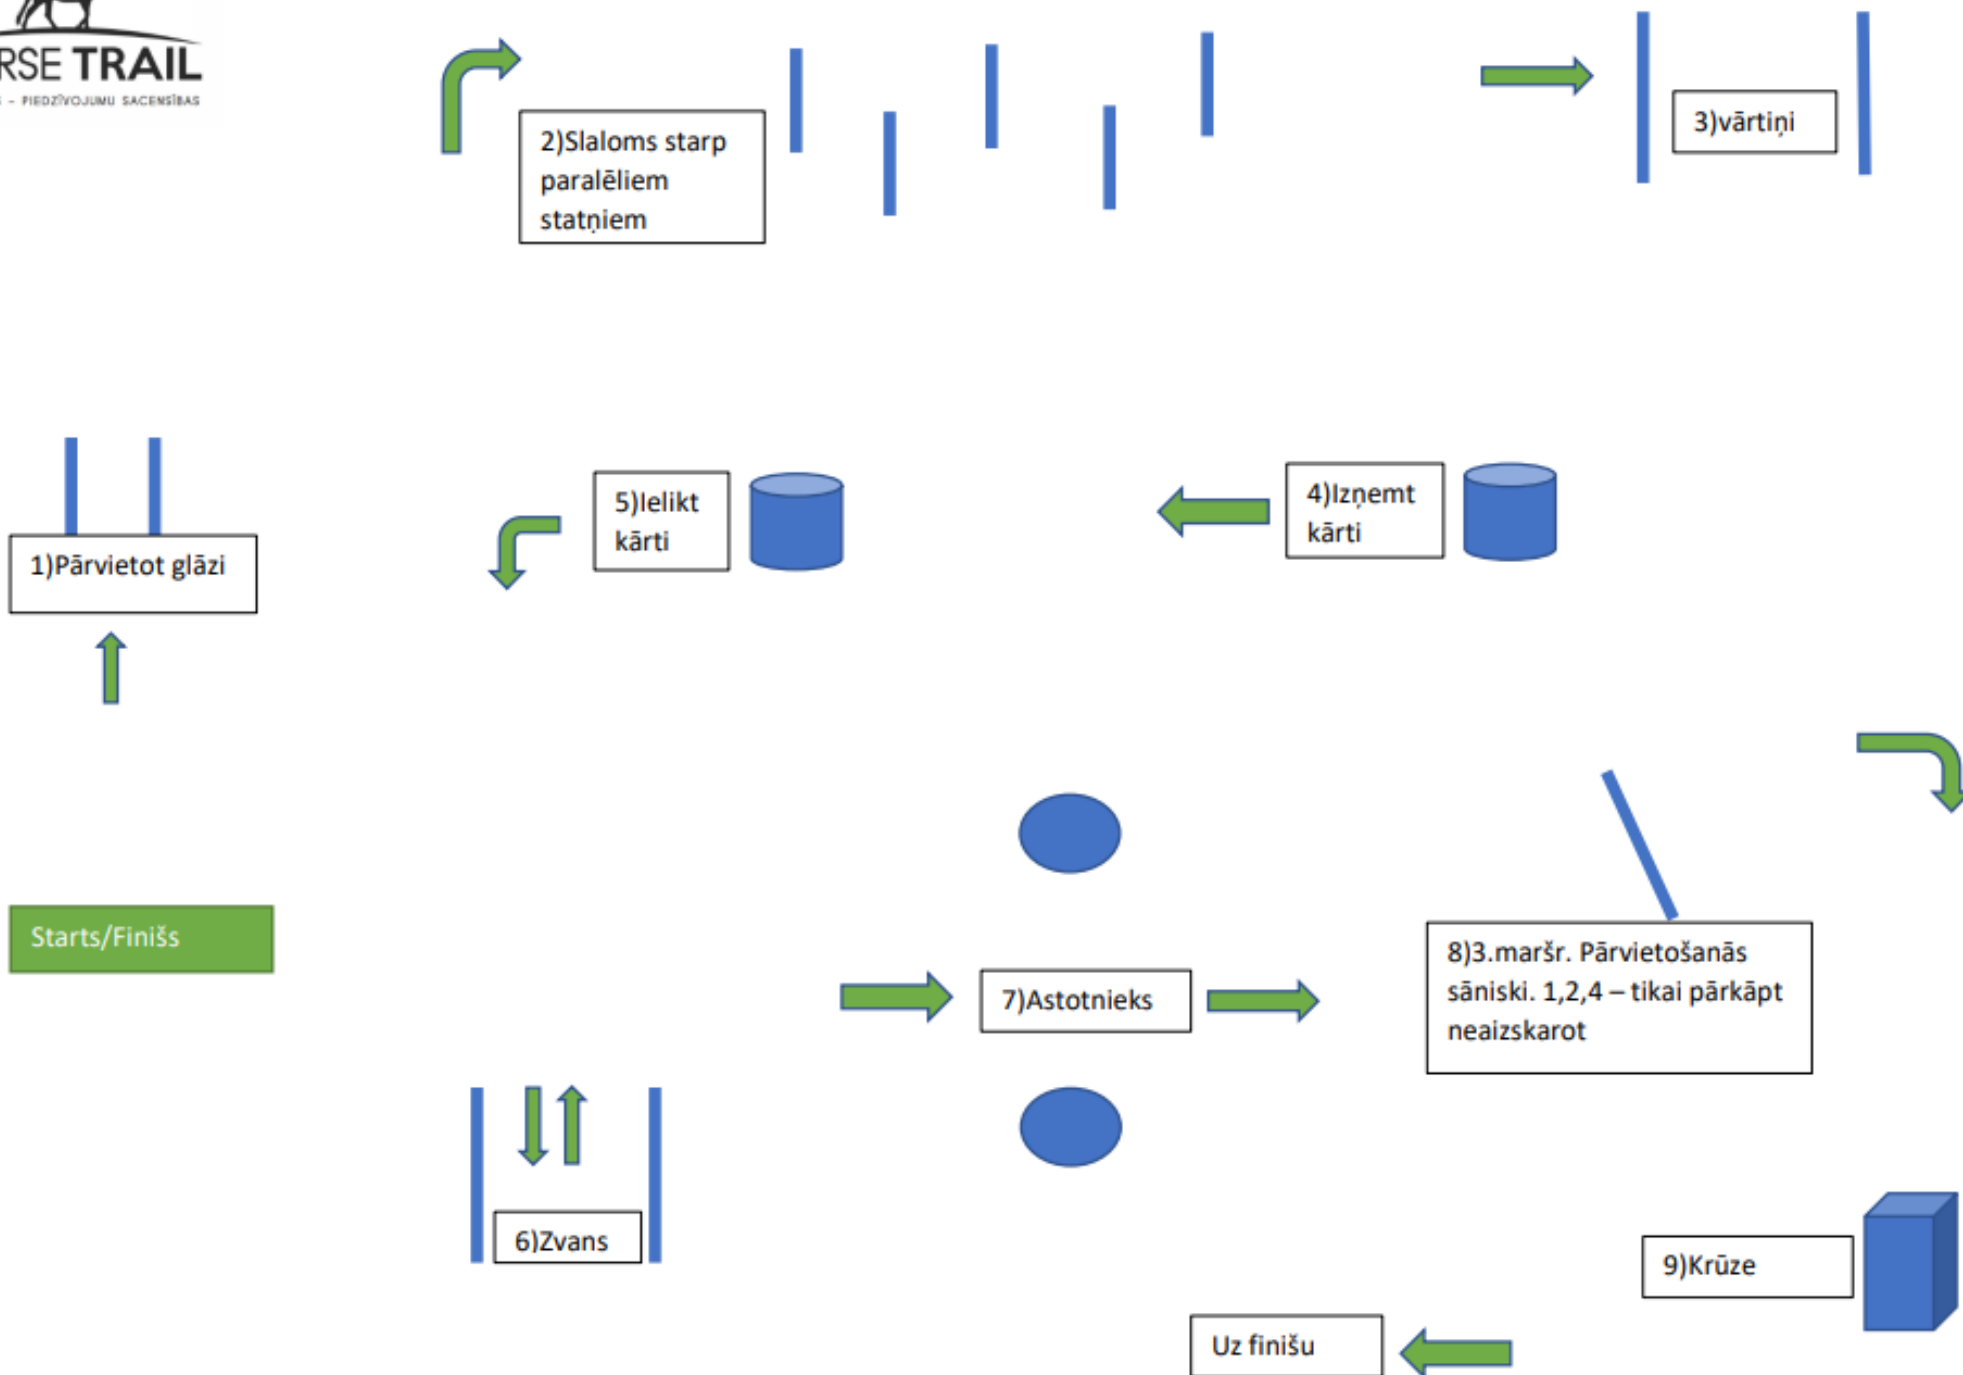 TRAIL
– PIEDZĪVOJUMU SACENSĪBAS
2)Slaloms starp
paralēliem
statņiem
3)vārtiņi
1)Pārvietot glāzi
5)Ielikt
kārti
4)Izņemt
kārti
Starts/Finišs
7)Astotnieks
8)3.maršr. Pārvietošanās
sāniski. 1,2,4 – tikai pārkāpt
neaizskarot
6)Zvans
9)Krūze
Uz finišu